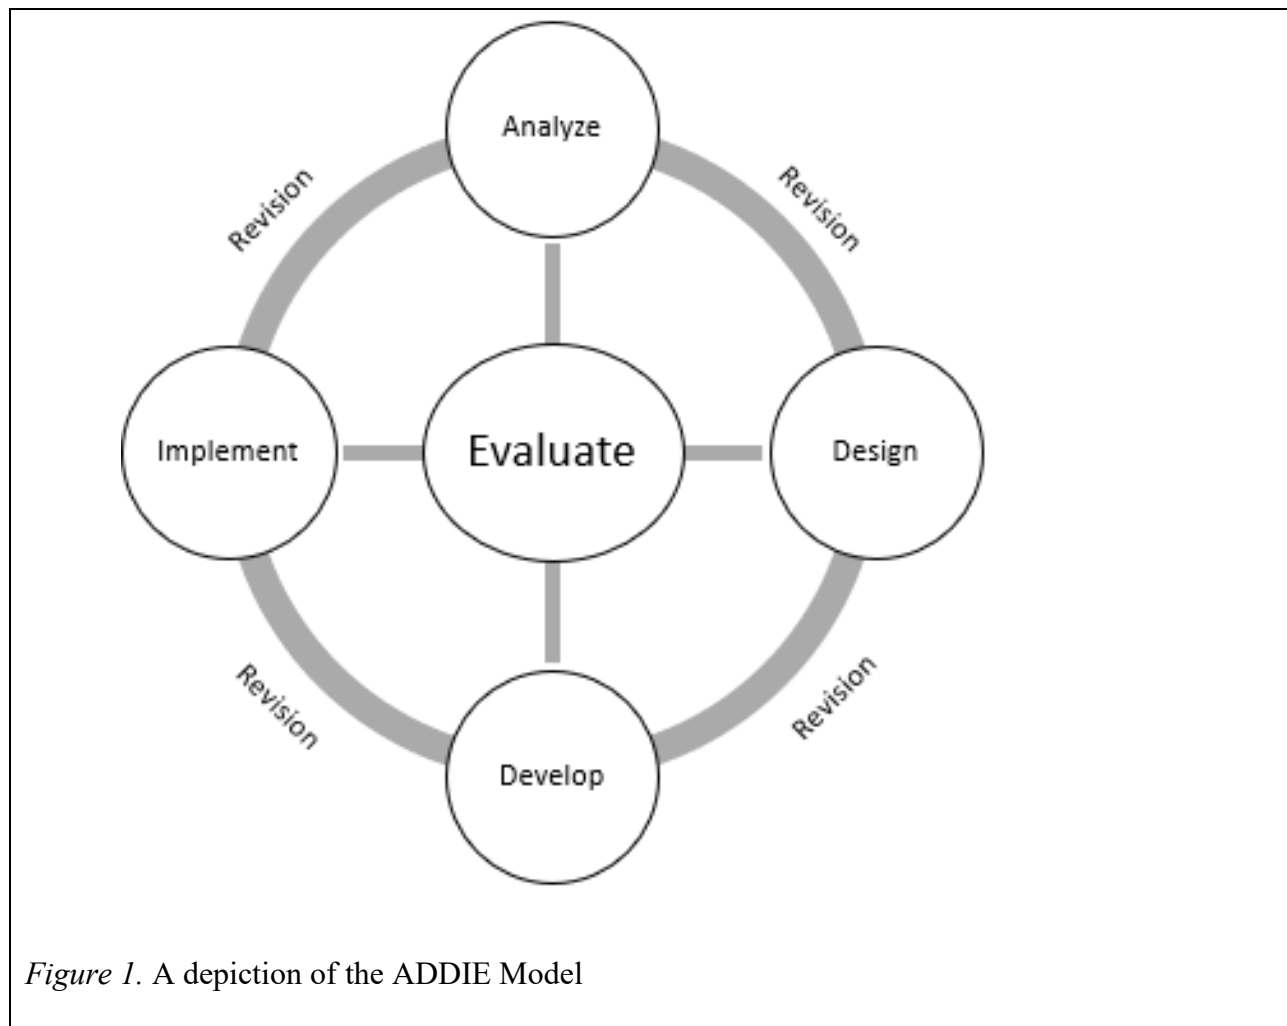 Analyze
Revision
Revision
Implement
Evaluate
Design
Revision
Revision
Develop
Figure 1. A depiction of the ADDIE Model